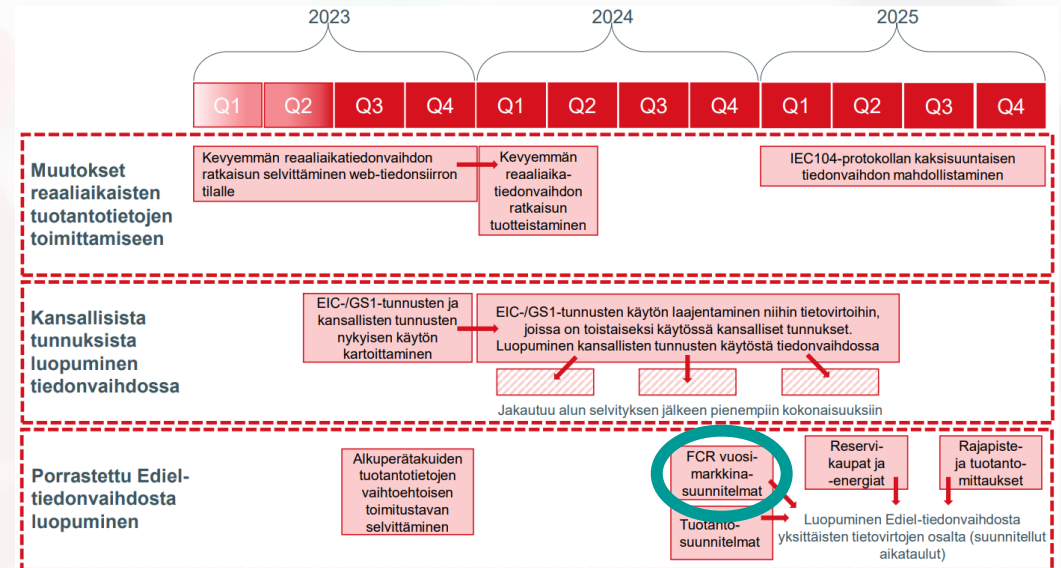 2023
2024
2025
Q1
Q2
Q3
Q4
Q1
Q2
Q3
Q4
Q1
Q2
Q3
Q4
Muutokset
reaaliaikaisten
tuotantotietojen
toimittamiseen
Kevyemmän reaaliaikatiedonvaihdon
ratkaisun selvittäminen web-tiedonsiirron
tilalle
Kevyemmän
reaaliaika-
tiedonvaihdon
ratkaisun
tuotteistaminen
IEC104-protokollan kaksisuuntaisen
tiedonvaihdon mahdollistaminen
Kansallisista
tunnuksista
luopuminen
tiedonvaihdossa
EIC-/GS1-tunnusten ja
kansallisten tunnusten
nykyisen käytön
kartoittaminen
EIC-/GS1-tunnusten käytön laajentaminen niihin tietovirtoihin,
joissa on toistaiseksi käytössä kansalliset tunnukset.
Luopuminen kansallisten tunnusten käytöstä tiedonvaihdossa
Jakautuu alun selvityksen jälkeen pienempiin kokonaisuuksiin
Porrastettu Ediel-
tiedonvaihdosta
luopuminen
Alkuperätakuiden
tuotantotietojen
vaihtoehtoisen
toimitustavan
selvittäminen
FCR vuosi-
markkina-
suunnitelmat
Tuotanto-
suunnitelmat
Reservi-
kaupat ja
-energiat
Rajapiste-
ja tuotanto-
mittaukset
Luopuminen Ediel-tiedonvaihdosta
yksittäisten tietovirtojen osalta (suunnitellut
aikataulut)